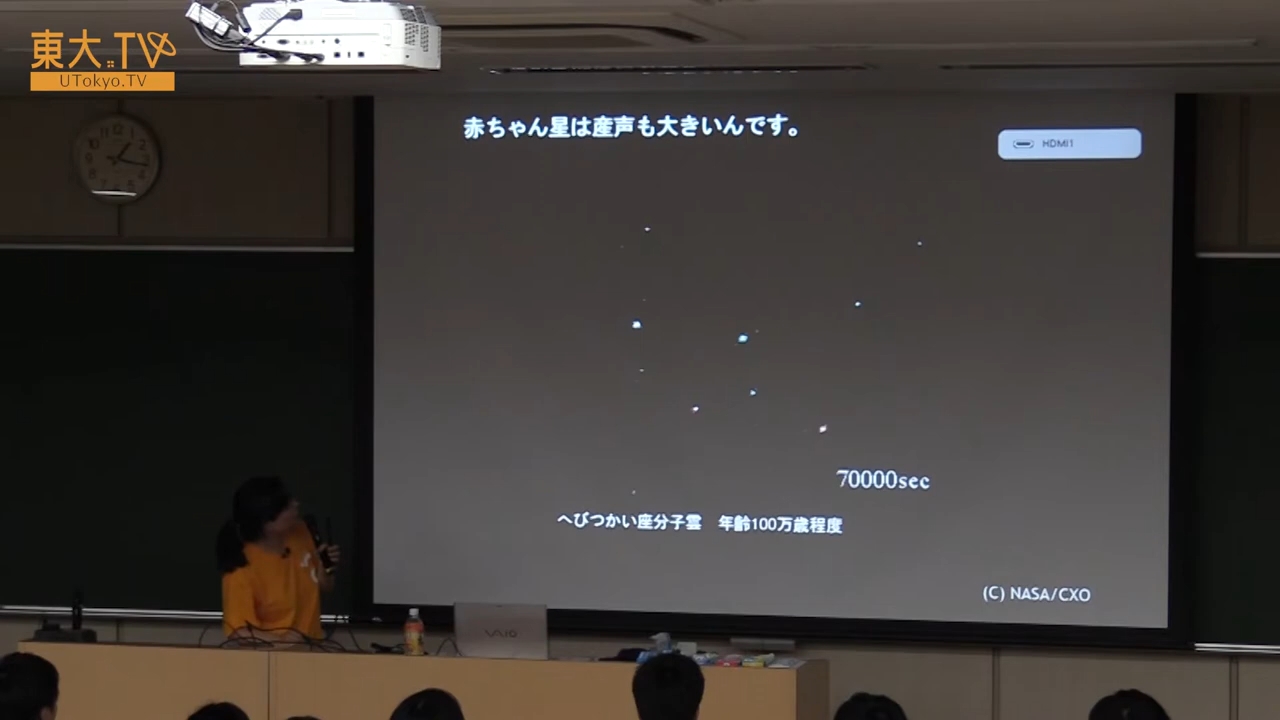 東大TV
UTokyo.TV
赤ちゃん星は産声も大きいんです。
HDMI1
70000sec
へびつかい座分子雲　年齢100万歳程度
(C) NASA/CXO
VAIO